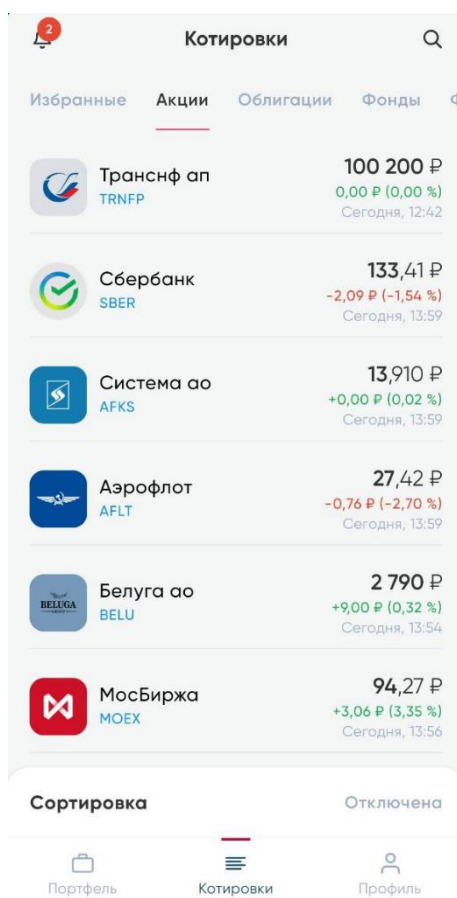 2
Котировки
Избранные Акции Облигации Фонды
Транснф ап
100 200 ₽
TRNFP
0,00 ₽ (0,00 %)
Сегодня, 12:42
Сбербанк
133,41 ₽
SBER
-2,09 ₽ (-1,54 %)
Сегодня, 13:59
Система ао
13,910 ₽
AFKS
+0,00 ₽ (0,02 %)
Сегодня, 13:59
Аэрофлот
27,42 ₽
AFLT
-0,76 ₽ (-2,70 %)
Сегодня, 13:59
BELUGA
Белуга ао
2 790 ₽
BELU
+9,00 ₽ (0,32 %)
Сегодня, 13:54
МосБиржа
94,27 ₽
MOEX
+3,06 ₽ (3,35 %)
Сегодня, 13:56
Сортировка Отключена
Портфель Котировки Профиль